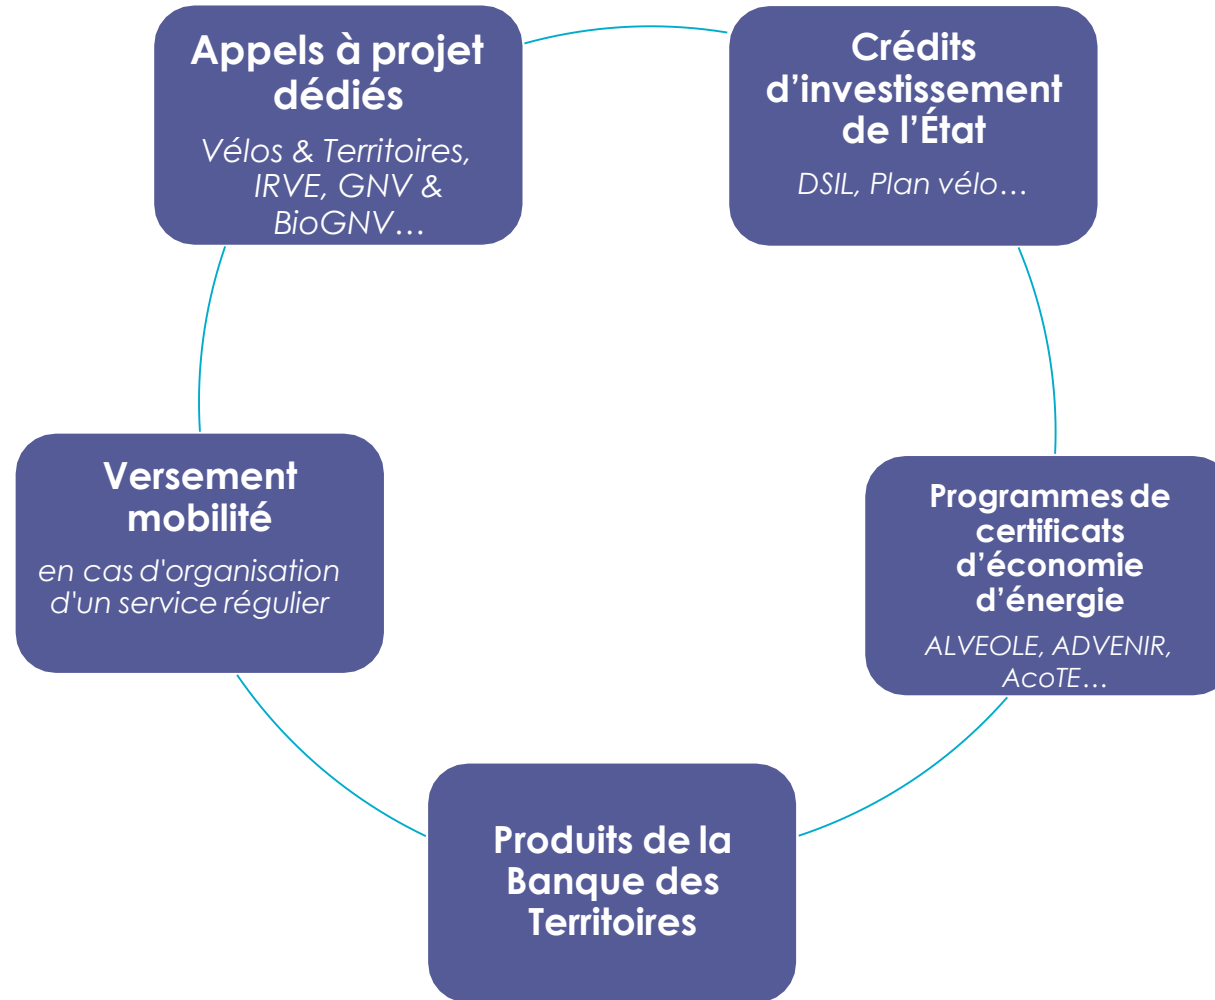 Appels à projet
dédiés
Vélos & Territoires,
IRVE, GNV &
BioGNV…
Crédits
d’investissement
de l’État
DSIL, Plan vélo…
Versement
mobilité
en cas d'organisation
d'un service régulier
Programmes de
certificats
d’économie
d’énergie
ALVEOLE, ADVENIR,
AcoTE…
Produits de la
Banque des
Territoires